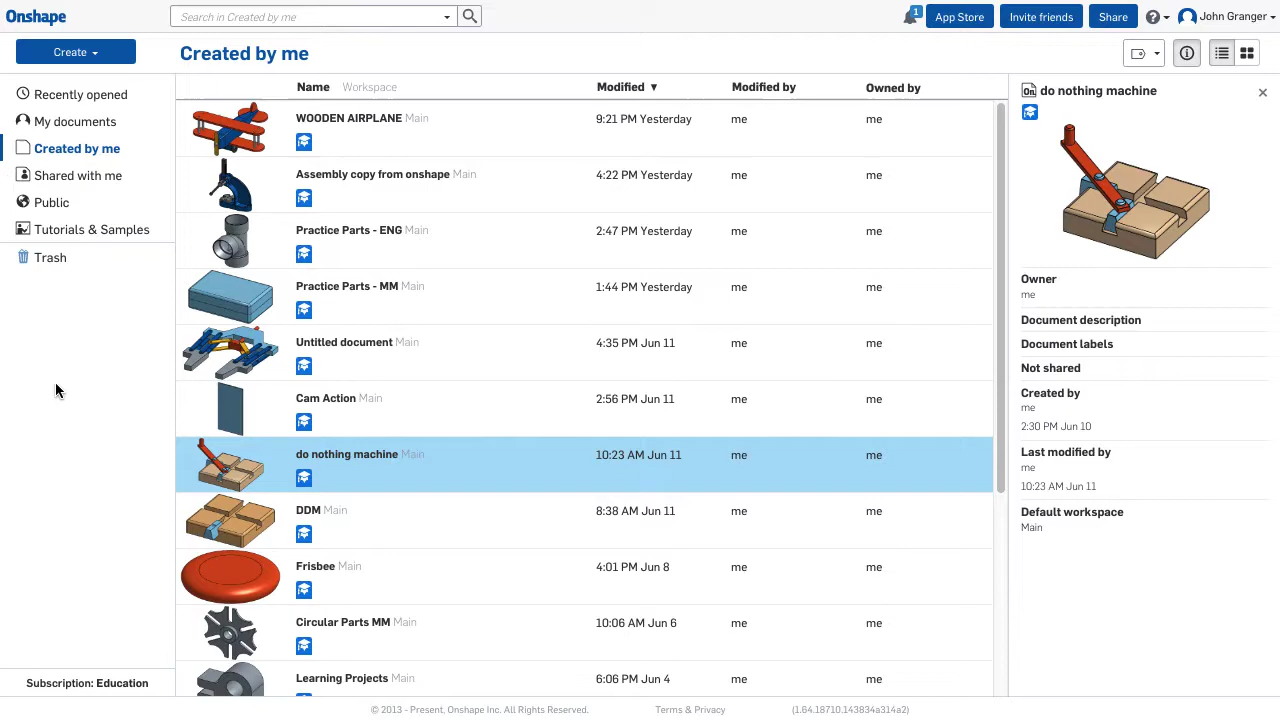 Onshape
Search in Created by me
1
App Store
Invite friends
Share
?
John Granger
Create
Created by me
Recently opened
My documents
Created by me
Shared with me
Public
Tutorials & Samples
Trash
Name Workspace Modified ▼ Modified by Owned by
WOODEN AIRPLANE Main 9:21 PM Yesterday me me
Assembly copy from onshape Main 4:22 PM Yesterday me me
Practice Parts - ENG Main 2:47 PM Yesterday me me
Practice Parts - MM Main 1:44 PM Yesterday me me
Untitled document Main 4:35 PM Jun 11 me me
Cam Action Main 2:56 PM Jun 11 me me
do nothing machine Main 10:23 AM Jun 11 me me
DDM Main 8:38 AM Jun 11 me me
Frisbee Main 4:01 PM Jun 8 me me
Circular Parts MM Main 10:06 AM Jun 6 me me
Learning Projects Main 6:06 PM Jun 4 me me
On do nothing machine
Owner
me
Document description
Document labels
Not shared
Created by
me
2:30 PM Jun 10
Last modified by
me
10:23 AM Jun 11
Default workspace
Main
Subscription: Education
© 2013 - Present, Onshape Inc. All Rights Reserved. Terms & Privacy (1.64.18710.143834a314a2)